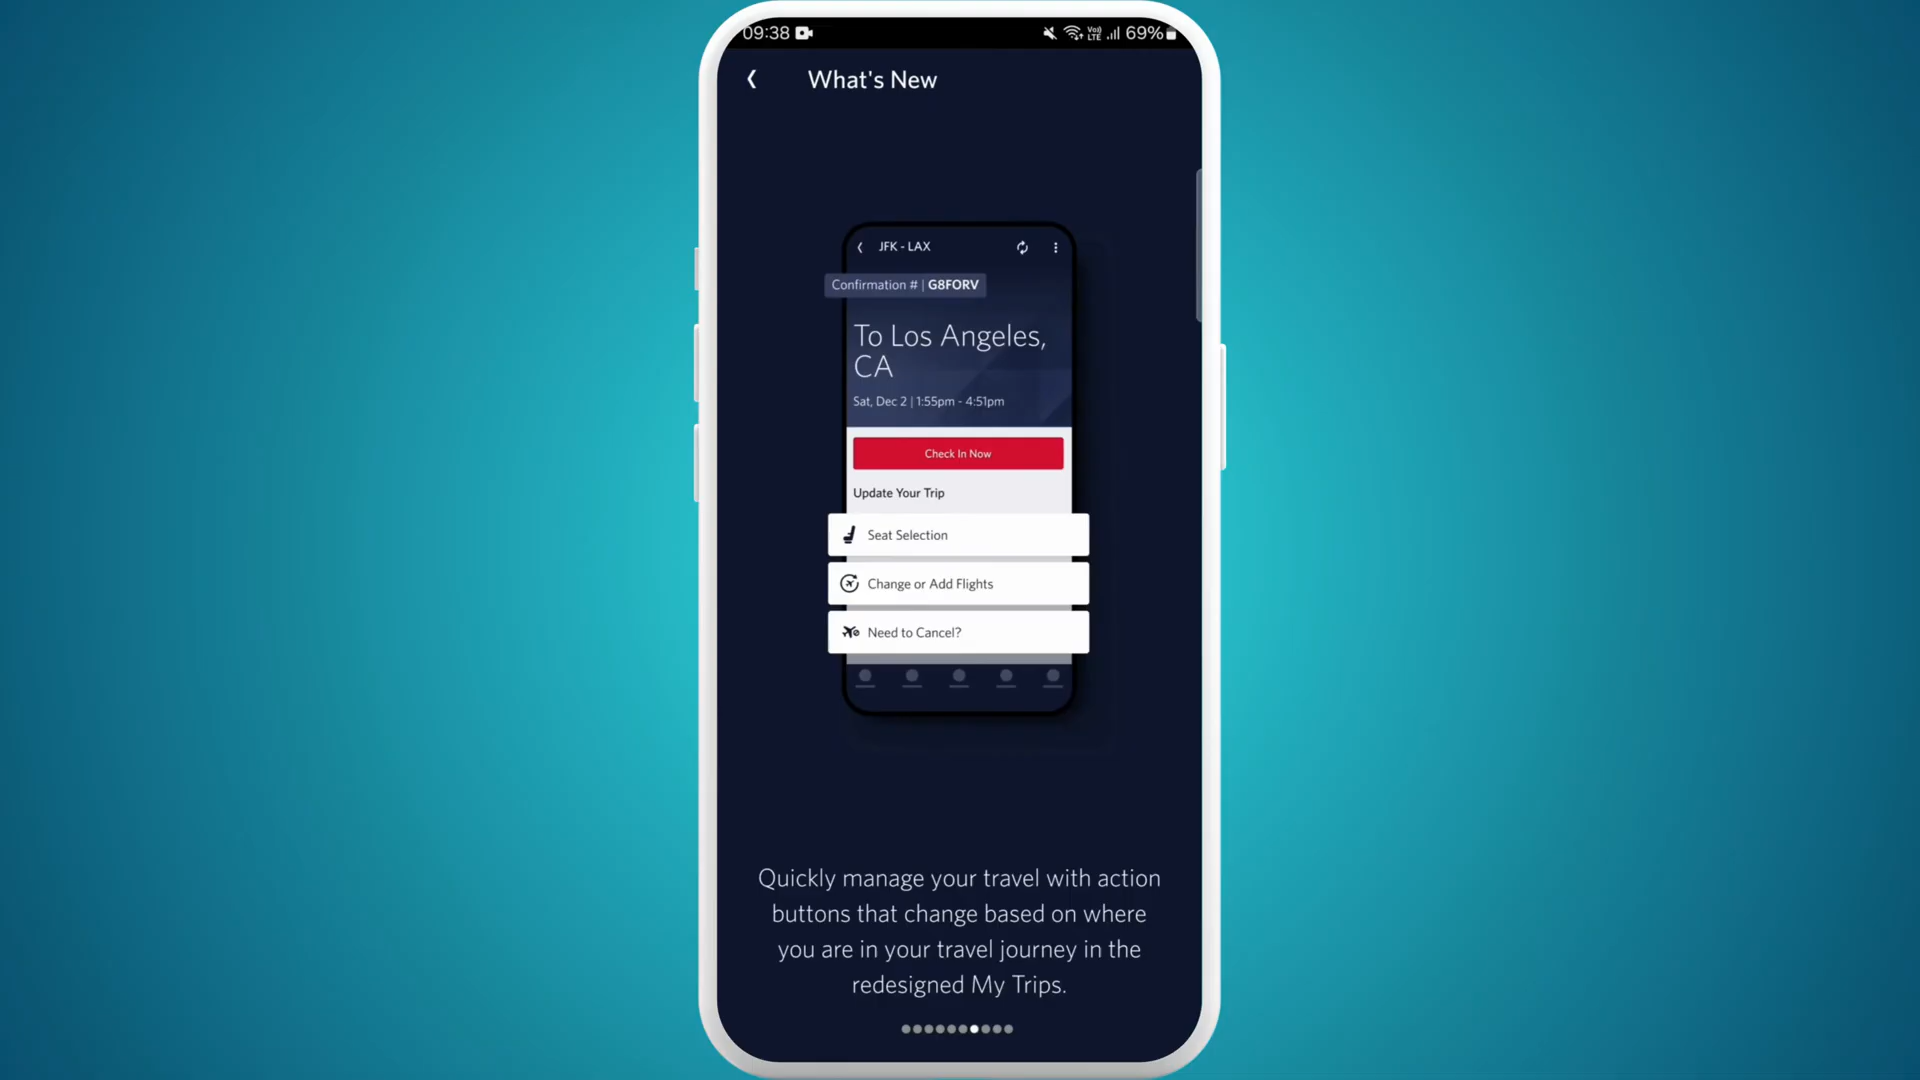 09:38
Vo)) LTE 69%
What's New
JFK - LAX
Confirmation # | G8FORV
To Los Angeles,
CA
Sat, Dec 2 | 1:55pm - 4:51pm
Check In Now
Update Your Trip
Seat Selection
Change or Add Flights
Need to Cancel?
Quickly manage your travel with action
buttons that change based on where
you are in your travel journey in the
redesigned My Trips.